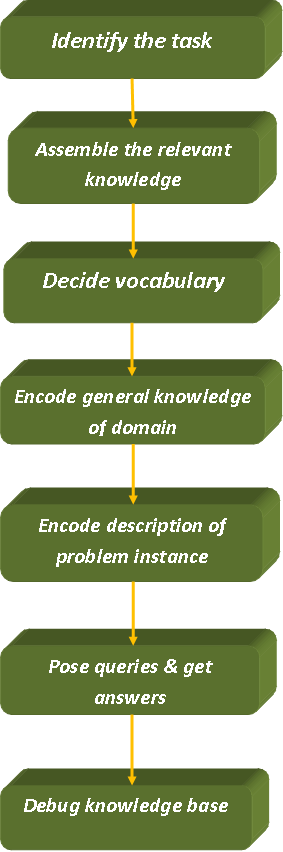 Identify the task
Assemble the relevant
knowledge
Decide vocabulary
Encode general knowledge
of domain
Encode description of
problem instance
Pose queries & get
answers
Debug knowledge base